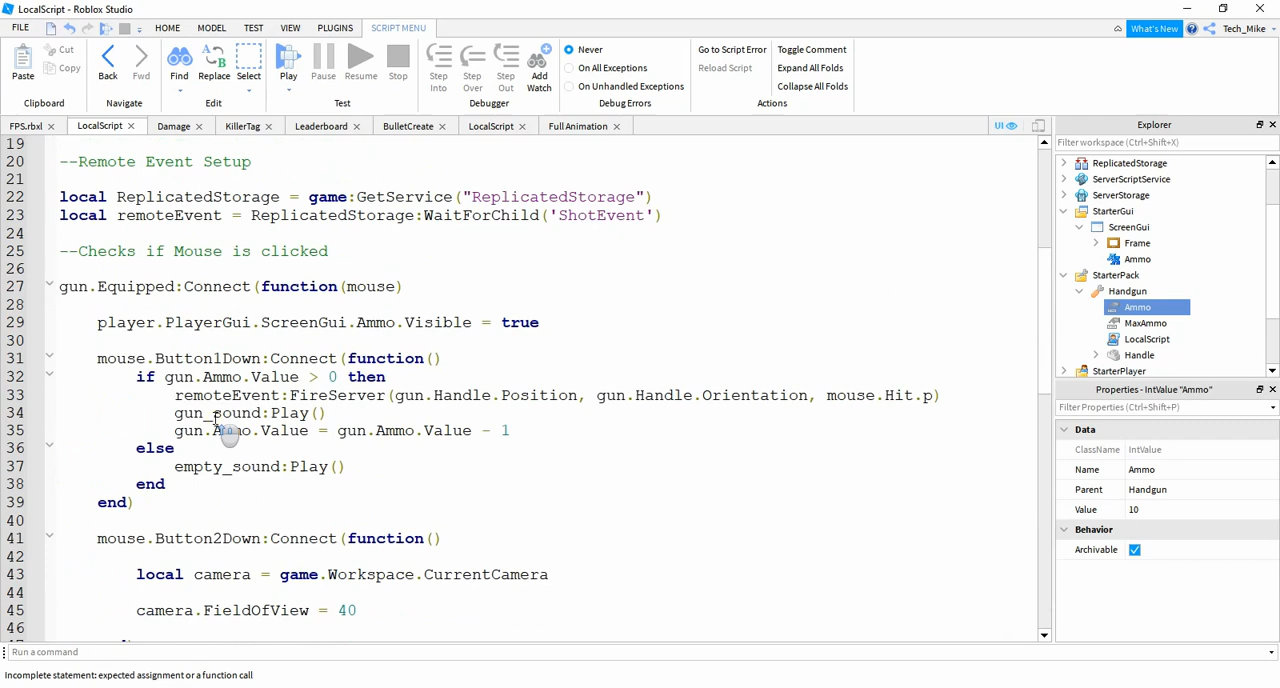 LocalScript - Roblox Studio
FILE HOME MODEL TEST VIEW PLUGINS SCRIPT MENU What's New Tech_Mike
Paste Cut Copy Back Fwd Find Replace Select Play Pause Resume Stop Step Into Step Over Step Out Add Watch
Never
On All Exceptions
On Unhandled Exceptions
Go to Script Error
Reload Script
Toggle Comment
Expand All Folds
Collapse All Folds
Clipboard Navigate Edit Test Debugger Debug Errors Actions
FPS.rbxl LocalScript Damage KillerTag Leaderboard BulletCreate LocalScript Full Animation UI
19
20 --Remote Event Setup
21
22 local ReplicatedStorage = game:GetService("ReplicatedStorage")
23 local remoteEvent = ReplicatedStorage:WaitForChild('ShotEvent')
24
25 --Checks if Mouse is clicked
26
27 gun.Equipped:Connect(function(mouse)
28
29 player.PlayerGui.ScreenGui.Ammo.Visible = true
30
31 mouse.Button1Down:Connect(function()
32 if gun.Ammo.Value > 0 then
33 remoteEvent:FireServer(gun.Handle.Position, gun.Handle.Orientation, mouse.Hit.p)
34 gun_sound:Play()
35 gun.Ammo.Value = gun.Ammo.Value - 1
36 else
37 empty_sound:Play()
38 end
39 end)
40
41 mouse.Button2Down:Connect(function()
42
43 local camera = game.Workspace.CurrentCamera
44
45 camera.FieldOfView = 40
46
Explorer
Filter workspace (Ctrl+Shift+X)
ReplicatedStorage
ServerScriptService
ServerStorage
StarterGui
ScreenGui
Frame
Ammo
StarterPack
Handgun
Ammo
MaxAmmo
LocalScript
Handle
StarterPlayer
Properties - IntValue "Ammo"
Filter Properties (Ctrl+Shift+P)
Data
ClassName IntValue
Name Ammo
Parent Handgun
Value 10
Behavior
Archivable
Run a command
Incomplete statement: expected assignment or a function call